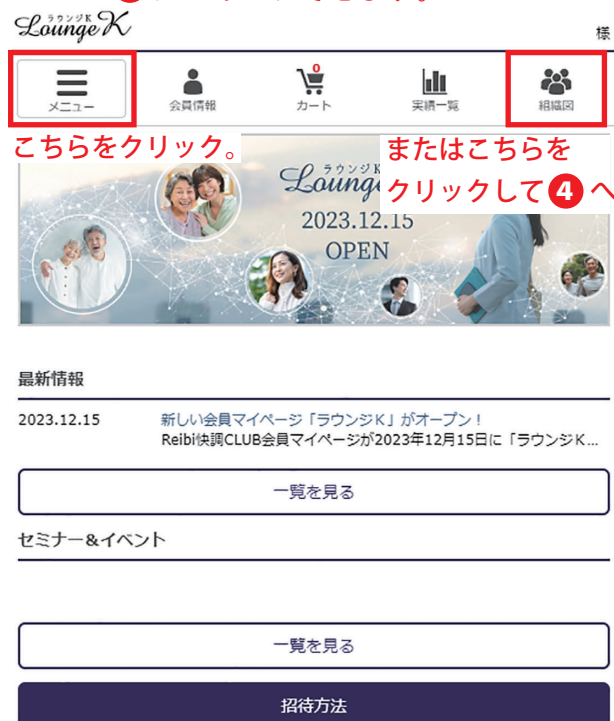 ラウンジK
Lounge K
様
メニュー
会員情報
0
カート
実績一覧
組織図
こちらをクリック。
またはこちらを
クリックして4へ
2023.12.15
OPEN
最新情報
2023.12.15
新しい会員マイページ「ラウンジK」がオープン！
Reibi快調CLUB会員マイページが2023年12月15日に「ラウンジK...
一覧を見る
セミナー&イベント
一覧を見る
招待方法